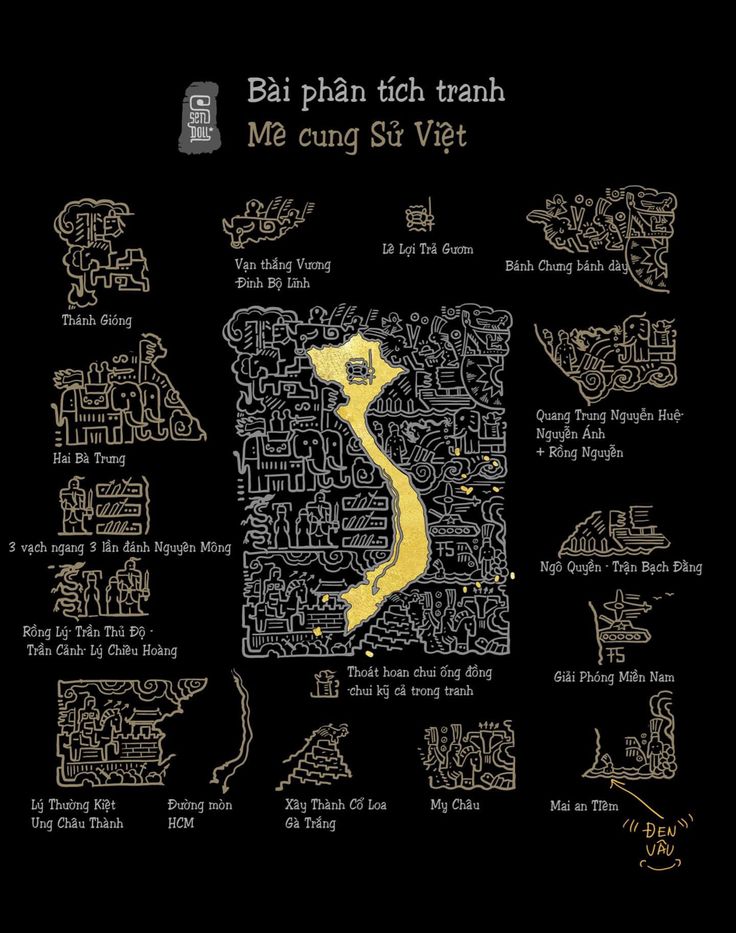 SEN
DOLL
Bài phân tích tranh
Mê cung Sử Việt
Thánh Gióng
Vạn thắng Vương
Đinh Bộ Lĩnh
Lê Lợi Trả Gươm
Bánh Chưng bánh dày
Hai Bà Trưng
Quang Trung Nguyễn Huệ-
Nguyễn Ánh
+ Rồng Nguyễn
3 vạch ngang 3 lần đánh Nguyên Mông
Ngô Quyền - Trận Bạch Đằng
Rồng Lý- Trần Thủ Độ -
Trần Cảnh- Lý Chiêu Hoàng
75
75
Giải Phóng Miền Nam
Thoát hoan chui ống đồng
-chui kỹ cả trong tranh
Lý Thường Kiệt
Ung Châu Thành
Đường mòn
HCM
Xây Thành Cổ Loa
Gà Trắng
Mỵ Châu
Mai an TIêm
ĐEN
VÂU